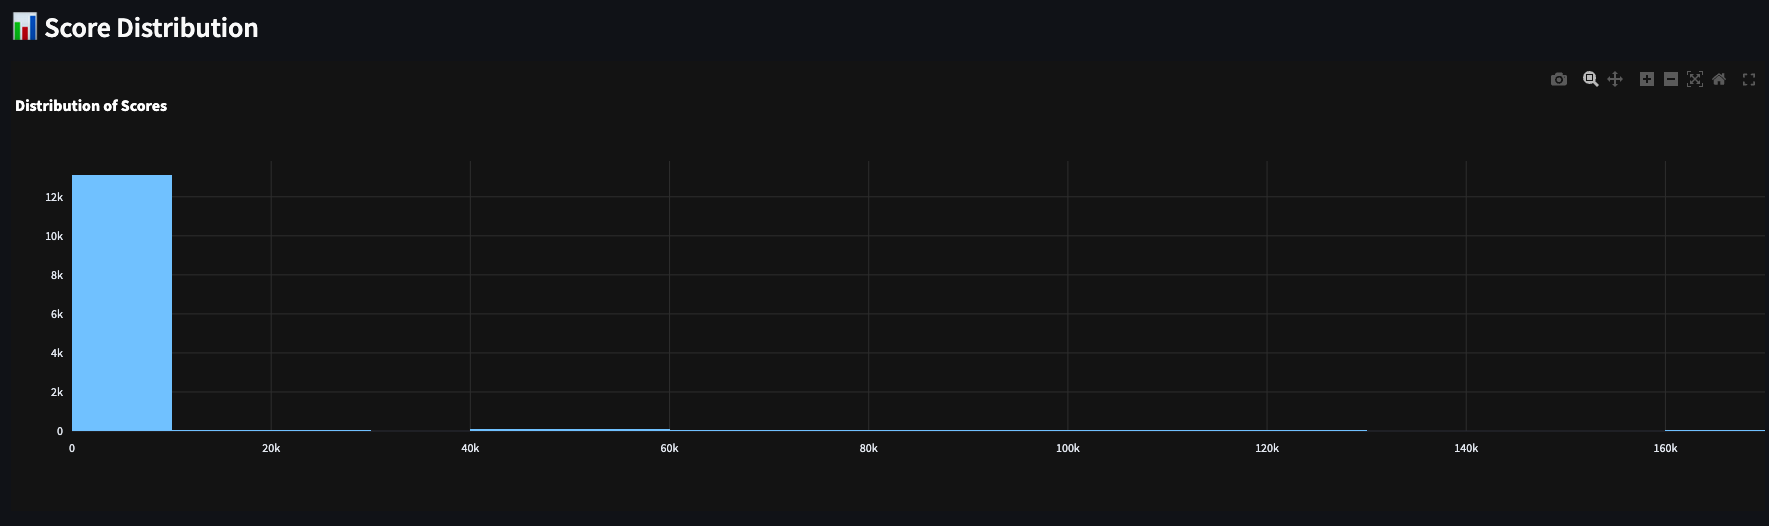 📊 Score Distribution
Distribution of Scores
12k
10k
8k
6k
4k
2k
0
0 20k 40k 60k 80k 100k 120k 140k 160k